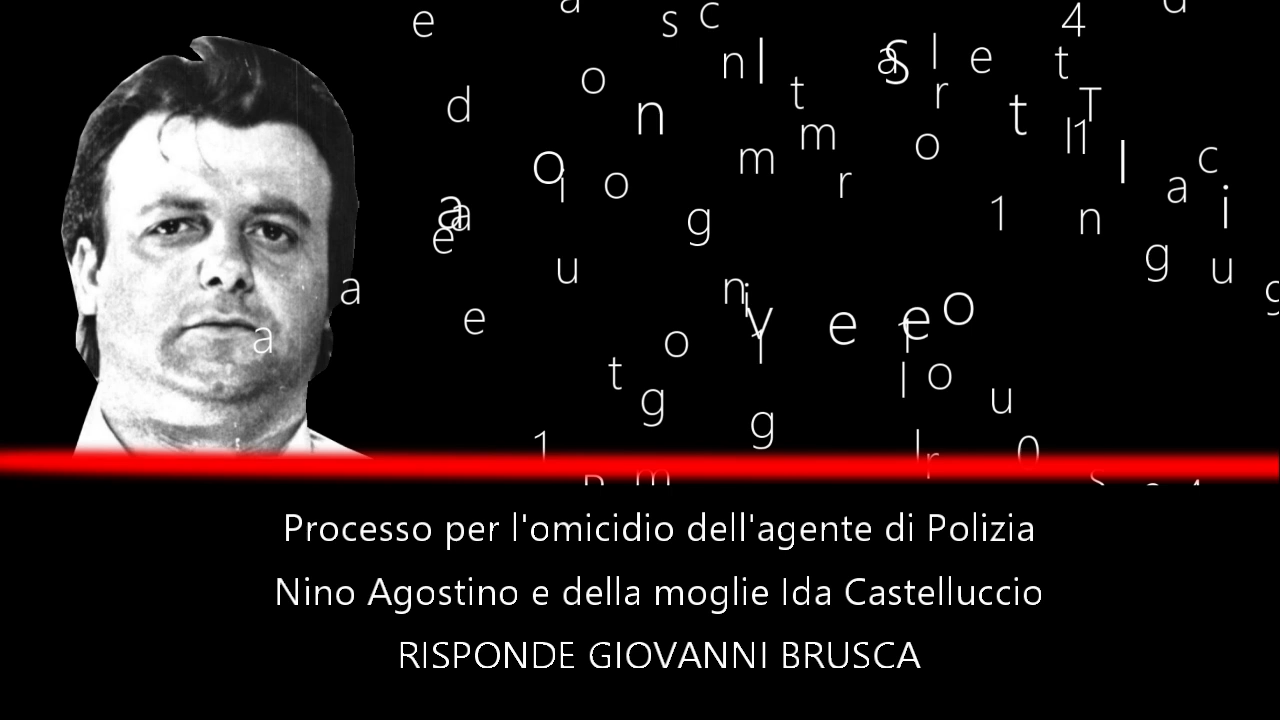 Processo per l'omicidio dell'agente di Polizia
Nino Agostino e della moglie Ida Castelluccio
RISPONDE GIOVANNI BRUSCA